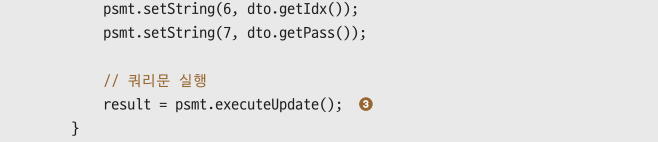 psmt.setString(6, dto.getIdx());
psmt.setString(7, dto.getPass());
// 쿼리문 실행
result = psmt.executeUpdate(); ❸
}